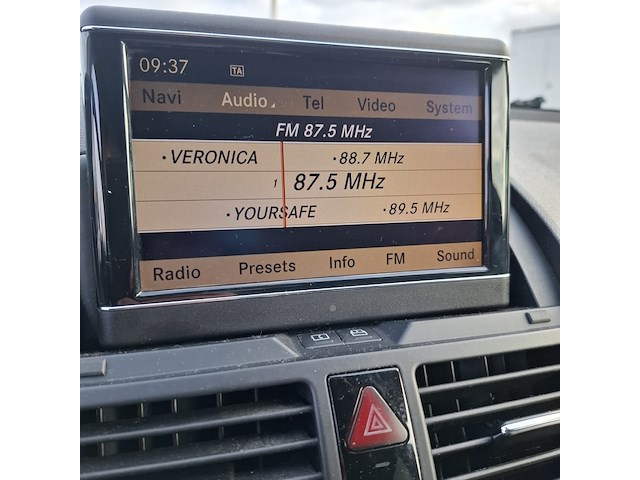 09:37 TA
Navi Audio Tel Video System
FM 87.5 MHz
• VERONICA • 88.7 MHz
1 87.5 MHz
• YOURSAFE • 89.5 MHz
Radio Presets Info FM Sound